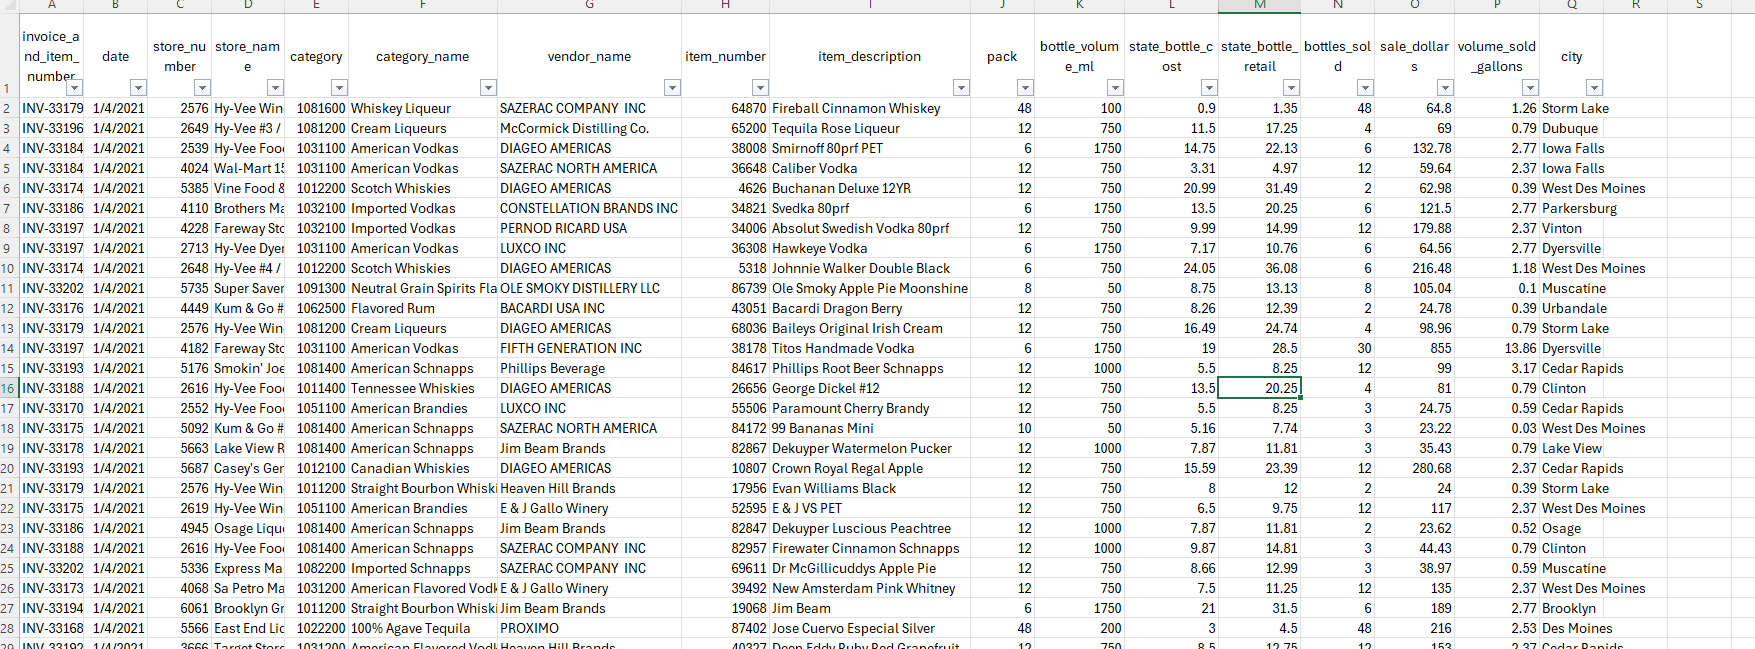 A B C D E F G H I J K L M N O P Q R S
1 invoice_and_item_number date store_number store_name category category_name vendor_name item_number item_description pack bottle_volume_ml state_bottle_cost state_bottle_retail bottles_sold sale_dollars volume_sold_gallons city
2 INV-33179 1/4/2021 2576 Hy-Vee Win 1081600 Whiskey Liqueur SAZERAC COMPANY INC 64870 Fireball Cinnamon Whiskey 48 100 0.9 1.35 48 64.8 1.26 Storm Lake
3 INV-33196 1/4/2021 2649 Hy-Vee #3 / 1081200 Cream Liqueurs McCormick Distilling Co. 65200 Tequila Rose Liqueur 12 750 11.5 17.25 4 69 0.79 Dubuque
4 INV-33184 1/4/2021 2539 Hy-Vee Foo 1031100 American Vodkas DIAGEO AMERICAS 38008 Smirnoff 80prf PET 6 1750 14.75 22.13 6 132.78 2.77 Iowa Falls
5 INV-33184 1/4/2021 4024 Wal-Mart 15 1031100 American Vodkas SAZERAC NORTH AMERICA 36648 Caliber Vodka 12 750 3.31 4.97 12 59.64 2.37 Iowa Falls
6 INV-33174 1/4/2021 5385 Vine Food & 1012200 Scotch Whiskies DIAGEO AMERICAS 4626 Buchanan Deluxe 12YR 12 750 20.99 31.49 2 62.98 0.39 West Des Moines
7 INV-33186 1/4/2021 4110 Brothers Ma 1032100 Imported Vodkas CONSTELLATION BRANDS INC 34821 Svedka 80prf 6 1750 13.5 20.25 6 121.5 2.77 Parkersburg
8 INV-33197 1/4/2021 4228 Fareway Sto 1032100 Imported Vodkas PERNOD RICARD USA 34006 Absolut Swedish Vodka 80prf 12 750 9.99 14.99 12 179.88 2.37 Vinton
9 INV-33197 1/4/2021 2713 Hy-Vee Dyer 1031100 American Vodkas LUXCO INC 36308 Hawkeye Vodka 6 1750 7.17 10.76 6 64.56 2.77 Dyersville
10 INV-33174 1/4/2021 2648 Hy-Vee #4 / 1012200 Scotch Whiskies DIAGEO AMERICAS 5318 Johnnie Walker Double Black 6 750 24.05 36.08 6 216.48 1.18 West Des Moines
11 INV-33202 1/4/2021 5735 Super Saver 1091300 Neutral Grain Spirits Fla OLE SMOKY DISTILLERY LLC 86739 Ole Smoky Apple Pie Moonshine 8 50 8.75 13.13 8 105.04 0.1 Muscatine
12 INV-33176 1/4/2021 4449 Kum & Go # 1062500 Flavored Rum BACARDI USA INC 43051 Bacardi Dragon Berry 12 750 8.26 12.39 2 24.78 0.39 Urbandale
13 INV-33179 1/4/2021 2576 Hy-Vee Win 1081200 Cream Liqueurs DIAGEO AMERICAS 68036 Baileys Original Irish Cream 12 750 16.49 24.74 4 98.96 0.79 Storm Lake
14 INV-33197 1/4/2021 4182 Fareway Sto 1031100 American Vodkas FIFTH GENERATION INC 38178 Titos Handmade Vodka 6 1750 19 28.5 30 855 13.86 Dyersville
15 INV-33193 1/4/2021 5176 Smokin' Joe 1081400 American Schnapps Phillips Beverage 84617 Phillips Root Beer Schnapps 12 1000 5.5 8.25 12 99 3.17 Cedar Rapids
16 INV-33188 1/4/2021 2616 Hy-Vee Foo 1011400 Tennessee Whiskies DIAGEO AMERICAS 26656 George Dickel #12 12 750 13.5 20.25 4 81 0.79 Clinton
17 INV-33170 1/4/2021 2552 Hy-Vee Foo 1051100 American Brandies LUXCO INC 55506 Paramount Cherry Brandy 12 750 5.5 8.25 3 24.75 0.59 Cedar Rapids
18 INV-33175 1/4/2021 5092 Kum & Go # 1081400 American Schnapps SAZERAC NORTH AMERICA 84172 99 Bananas Mini 10 50 5.16 7.74 3 23.22 0.03 West Des Moines
19 INV-33178 1/4/2021 5663 Lake View R 1081400 American Schnapps Jim Beam Brands 82867 Dekuyper Watermelon Pucker 12 1000 7.87 11.81 3 35.43 0.79 Lake View
20 INV-33193 1/4/2021 5687 Casey's Ger 1012100 Canadian Whiskies DIAGEO AMERICAS 10807 Crown Royal Regal Apple 12 750 15.59 23.39 12 280.68 2.37 Cedar Rapids
21 INV-33179 1/4/2021 2576 Hy-Vee Win 1011200 Straight Bourbon Whiski Heaven Hill Brands 17956 Evan Williams Black 12 750 8 12 2 24 0.39 Storm Lake
22 INV-33175 1/4/2021 2619 Hy-Vee Win 1051100 American Brandies E & J Gallo Winery 52595 E & J VS PET 12 750 6.5 9.75 12 117 2.37 West Des Moines
23 INV-33186 1/4/2021 4945 Osage Liqu 1081400 American Schnapps Jim Beam Brands 82847 Dekuyper Luscious Peachtree 12 1000 7.87 11.81 2 23.62 0.52 Osage
24 INV-33188 1/4/2021 2616 Hy-Vee Foo 1081400 American Schnapps SAZERAC COMPANY INC 82957 Firewater Cinnamon Schnapps 12 1000 9.87 14.81 3 44.43 0.79 Clinton
25 INV-33202 1/4/2021 5336 Express Ma 1082200 Imported Schnapps SAZERAC COMPANY INC 69611 Dr McGillicuddys Apple Pie 12 750 8.66 12.99 3 38.97 0.59 Muscatine
26 INV-33173 1/4/2021 4068 Sa Petro Ma 1031200 American Flavored Vodk E & J Gallo Winery 39492 New Amsterdam Pink Whitney 12 750 7.5 11.25 12 135 2.37 West Des Moines
27 INV-33194 1/4/2021 6061 Brooklyn Gr 1011200 Straight Bourbon Whiski Jim Beam Brands 19068 Jim Beam 6 1750 21 31.5 6 189 2.77 Brooklyn
28 INV-33168 1/4/2021 5566 East End Lic 1022200 100% Agave Tequila PROXIMO 87402 Jose Cuervo Especial Silver 48 200 3 4.5 48 216 2.53 Des Moines
29 INV-33192 1/4/2021 3666 Target Store 1031200 American Flavored Vodk Heaven Hill Brands 40327 Deep Eddy Ruby Red Grapefruit 12 750 8.5 12.75 12 153 2.37 Cedar Rapids